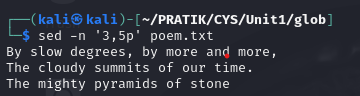 ┌──(kali㉿kali)-[~/PRATIK/CYS/Unit1/glob]
└─$ sed -n '3,5p' poem.txt
By slow degrees, by more and more,
The cloudy summits of our time.
The mighty pyramids of stone